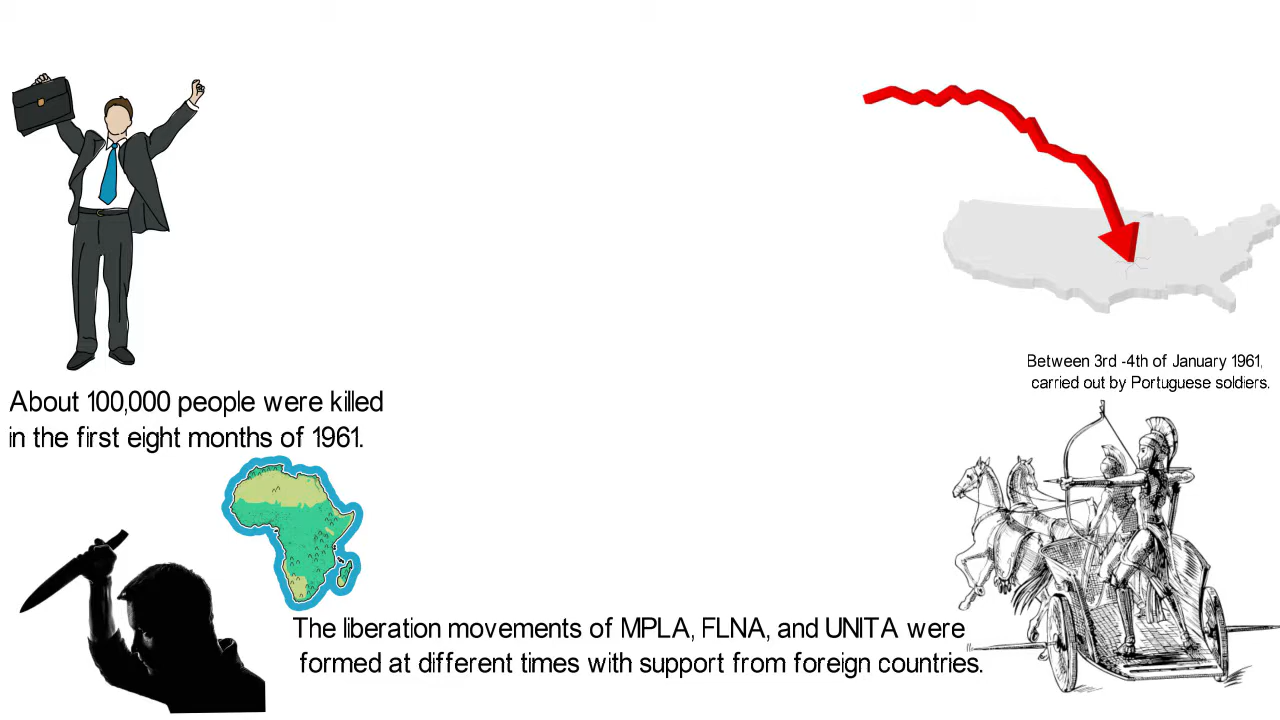 About 100,000 people were killed
in the first eight months of 1961.
Between 3rd -4th of January 1961,
carried out by Portuguese soldiers.
The liberation movements of MPLA, FLNA, and UNITA were
formed at different times with support from foreign countries.